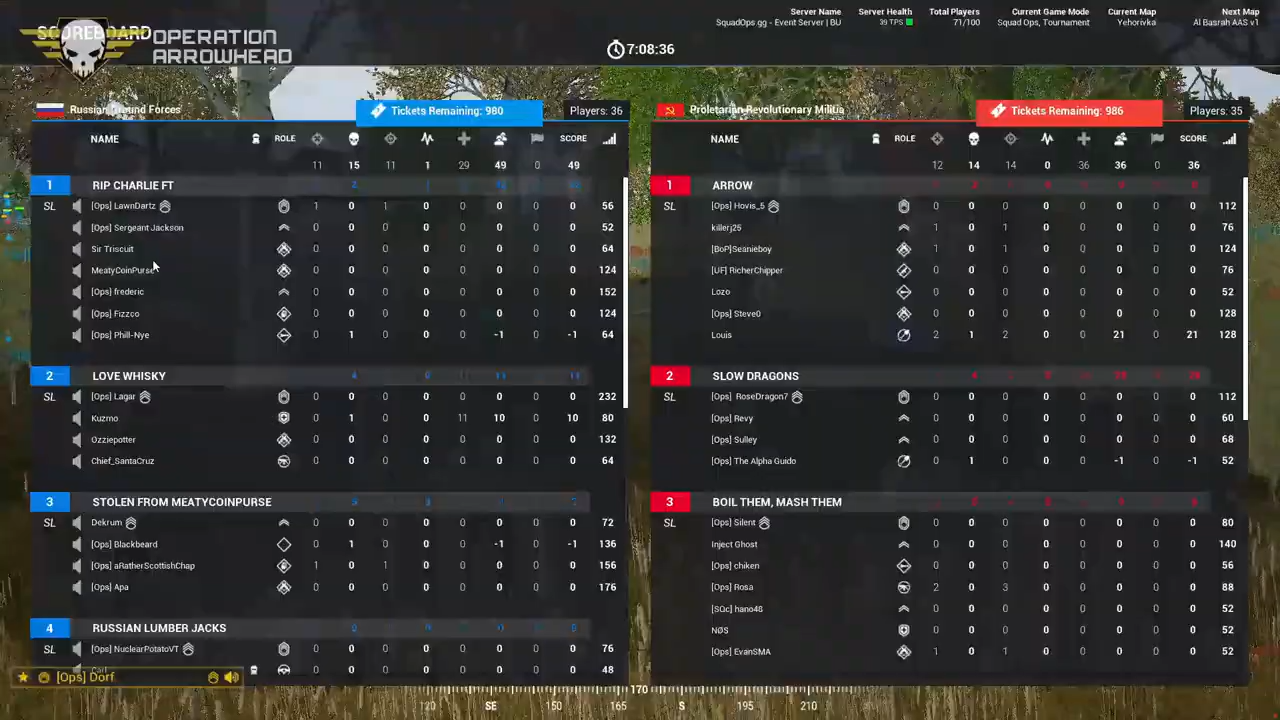 SCOREBOARD
OPERATION
ARROWHEAD
Server Name
SquadOps.gg - Event Server | BU
Server Health
39 TPS
Total Players
71/100
Current Game Mode
Squad Ops, Tournament
Current Map
Yehorivka
Next Map
Al Basrah AAS v1
7:08:36
Russian Ground Forces
Tickets Remaining: 980
Players: 36
NAME ROLE SCORE
11 15 11 1 29 49 0 49
1 RIP CHARLIE FT
SL [Ops] LawnDartz 1 0 1 0 0 0 0 0 56
[Ops] Sergeant Jackson 0 0 0 0 0 0 0 0 52
Sir Triscuit 0 0 0 0 0 0 0 0 64
MeatyCoinPurse 0 0 0 0 0 0 0 0 124
[Ops] frederic 0 0 0 0 0 0 0 0 152
[Ops] Fizzco 0 0 0 0 0 0 0 0 124
[Ops] Phill-Nye 0 1 0 0 0 -1 0 -1 64
2 LOVE WHISKY
SL [Ops] Lagar 0 0 0 0 0 0 0 0 232
Kuzmo 0 1 0 0 11 10 0 10 80
Ozziepotter 0 0 0 0 0 0 0 0 132
Chief_SantaCruz 0 0 0 0 0 0 0 0 64
3 STOLEN FROM MEATYCOINPURSE
SL Dekrum 0 0 0 0 0 0 0 0 72
[Ops] Blackbeard 0 1 0 0 0 -1 0 -1 136
[Ops] aRatherScottishChap 1 0 1 0 0 0 0 0 156
[Ops] Apa 0 0 0 0 0 0 0 0 176
4 RUSSIAN LUMBER JACKS
SL [Ops] NuclearPotatoVT 0 0 0 0 0 0 0 0 76
Carl 0 0 0 0 0 0 0 0 48
[Ops] Dorf
Proletarian Revolutionary Militia
Tickets Remaining: 986
Players: 35
NAME ROLE SCORE
12 14 14 0 36 36 0 36
1 ARROW
SL [Ops] Hovis_5 0 0 0 0 0 0 0 0 112
killerj25 1 0 1 0 0 0 0 0 76
[BoP]Seanieboy 1 0 1 0 0 0 0 0 124
[UF] RicherChipper 0 0 0 0 0 0 0 0 76
Lozo 0 0 0 0 0 0 0 0 52
[Ops] Steve0 0 0 0 0 0 0 0 0 128
Louis 2 1 2 0 0 21 0 21 128
2 SLOW DRAGONS
SL [Ops] RoseDragon7 0 0 0 0 0 0 0 0 112
[Ops] Revy 0 0 0 0 0 0 0 0 60
[Ops] Sulley 0 0 0 0 0 0 0 0 68
[Ops] The Alpha Guido 0 1 0 0 0 -1 0 -1 52
3 BOIL THEM, MASH THEM
SL [Ops] Silent 0 0 0 0 0 0 0 0 80
Inject Ghost 0 0 0 0 0 0 0 0 140
[Ops] chiken 0 0 0 0 0 0 0 0 56
[Ops] Rosa 2 0 3 0 0 0 0 0 88
[SQc] hano46 0 0 0 0 0 0 0 0 52
NØS 0 0 0 0 0 0 0 0 52
[Ops] EvanSMA 1 0 1 0 0 0 0 0 52
120 SE 150 165 170 S 195 210